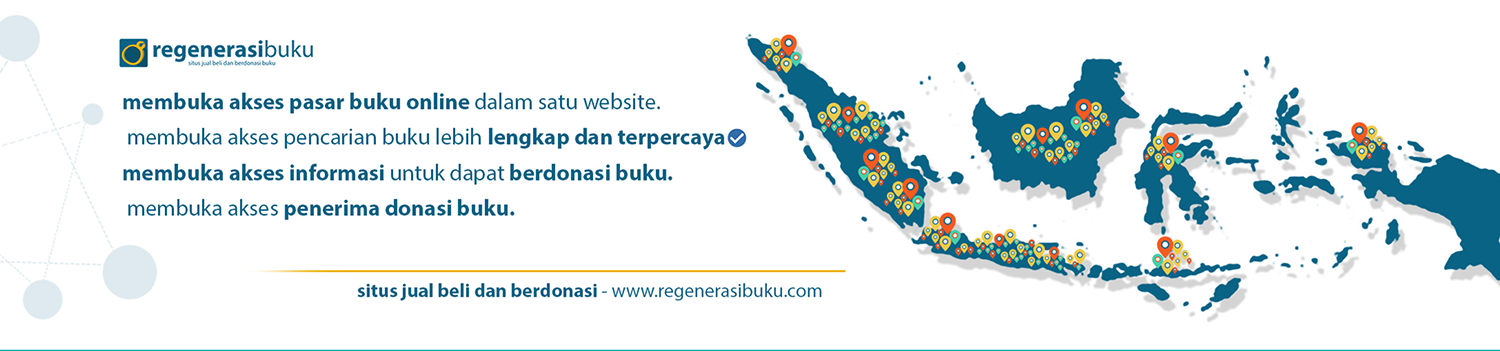 regenerasibuku
situs jual beli dan berdonasi buku
membuka akses pasar buku online dalam satu website.
membuka akses pencarian buku lebih lengkap dan terpercaya
membuka akses informasi untuk dapat berdonasi buku.
membuka akses penerima donasi buku.
situs jual beli dan berdonasi - www.regenerasibuku.com